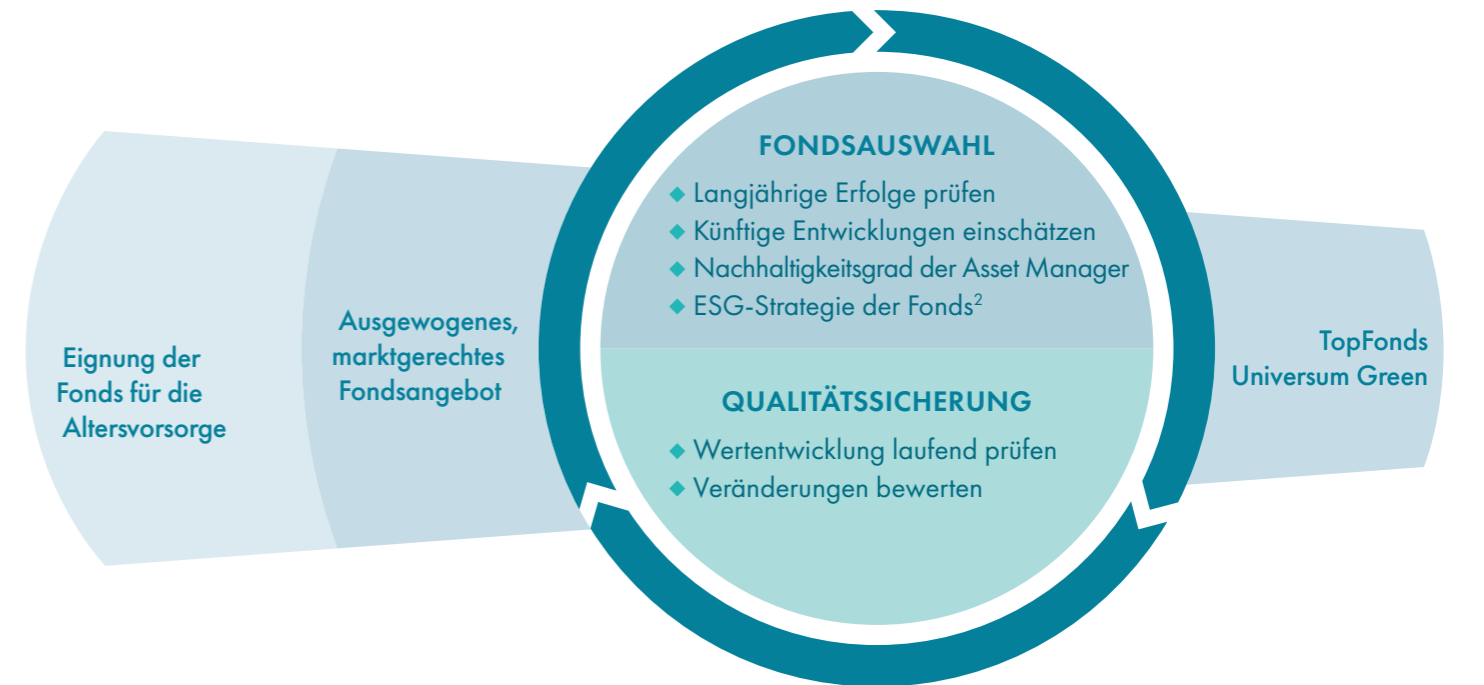 Eignung der
Fonds für die
Altersvorsorge
Ausgewogenes,
marktgerechtes
Fondsangebot
FONDSAUSWAHL
◆ Langjährige Erfolge prüfen
◆ Künftige Entwicklungen einschätzen
◆ Nachhaltigkeitsgrad der Asset Manager
◆ ESG-Strategie der Fonds²
QUALITÄTSSICHERUNG
◆ Wertentwicklung laufend prüfen
◆ Veränderungen bewerten
TopFonds
Universum Green